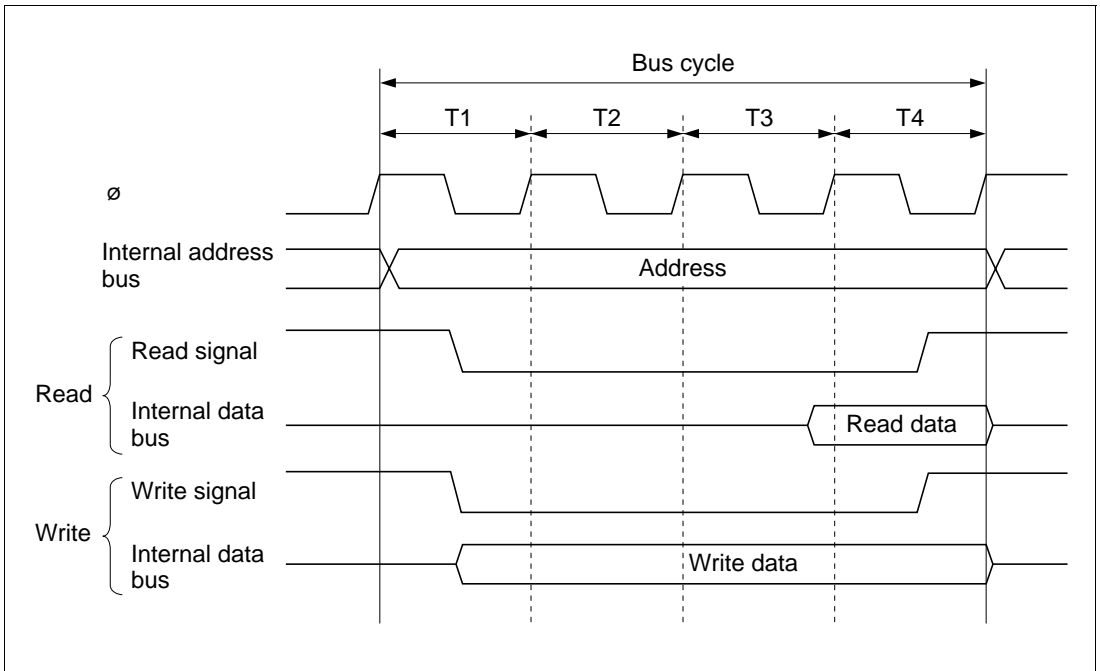 Bus cycle
T1 T2 T3 T4
ø
Internal address
bus
Address
Read signal
Read
Internal data
bus
Read data
Write signal
Write
Internal data
bus
Write data